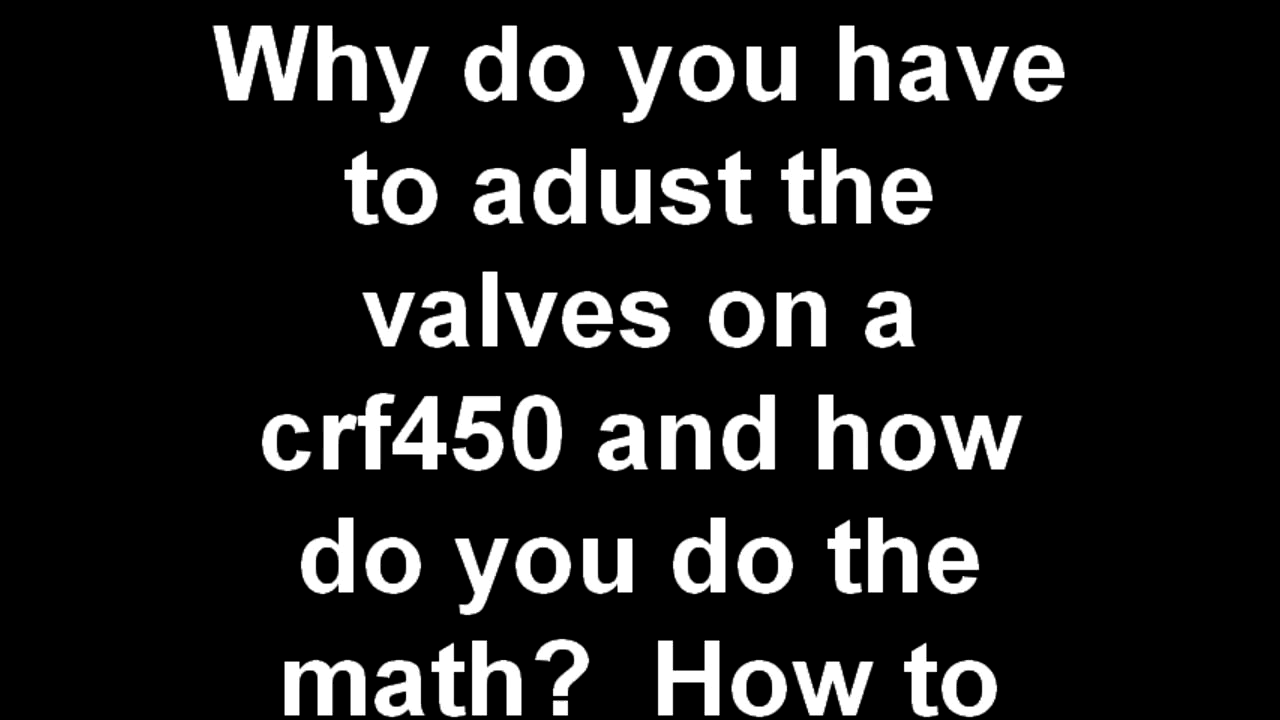 Why do you have
to adust the
valves on a
crf450 and how
do you do the
math?  How to